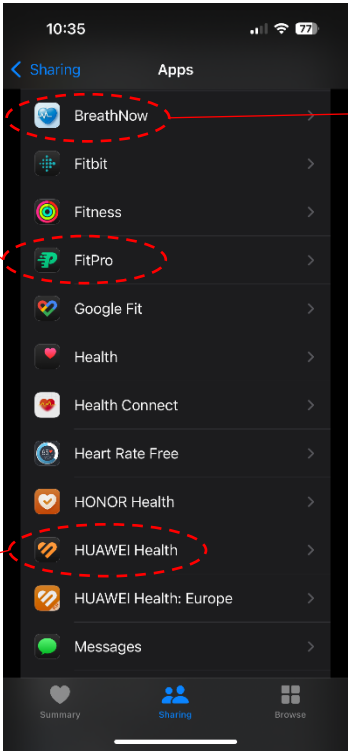 10:35
77
Sharing
Apps
BreathNow
Fitbit
Fitness
FitPro
Google Fit
Health
Health Connect
Heart Rate Free
HONOR Health
HUAWEI Health
HUAWEI Health: Europe
Messages
Summary
Sharing
Browse